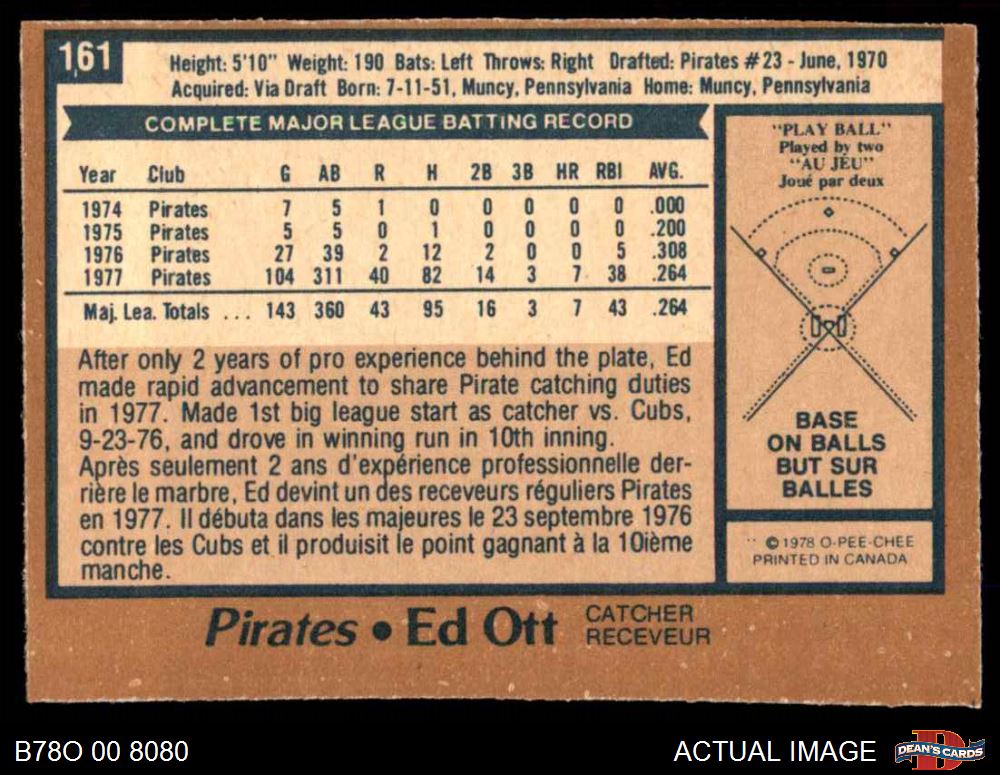 161
Height: 5'10" Weight: 190 Bats: Left Throws: Right Drafted: Pirates #23 - June, 1970
Acquired: Via Draft Born: 7-11-51, Muncy, Pennsylvania Home: Muncy, Pennsylvania
COMPLETE MAJOR LEAGUE BATTING RECORD
Year Club G AB R H 2B 3B HR RBI AVG.
1974 Pirates 7 5 1 0 0 0 0 0 .000
1975 Pirates 5 5 0 1 0 0 0 0 .200
1976 Pirates 27 39 2 12 2 0 0 5 .308
1977 Pirates 104 311 40 82 14 3 7 38 .264
Maj. Lea. Totals ... 143 360 43 95 16 3 7 43 .264
After only 2 years of pro experience behind the plate, Ed
made rapid advancement to share Pirate catching duties
in 1977. Made 1st big league start as catcher vs. Cubs,
9-23-76, and drove in winning run in 10th inning.
Après seulement 2 ans d'expérience professionnelle der-
rière le marbre, Ed devint un des receveurs réguliers Pirates
en 1977. Il débuta dans les majeures le 23 septembre 1976
contre les Cubs et il produisit le point gagnant à la 10ième
manche.
"PLAY BALL"
Played by two
"AU JEU"
Joué par deux
BASE
ON BALLS
BUT SUR
BALLES
© 1978 O-PEE-CHEE
PRINTED IN CANADA
Pirates • Ed Ott CATCHER
RECEVEUR
B78O 00 8080
ACTUAL IMAGE
DEAN'S CARDS